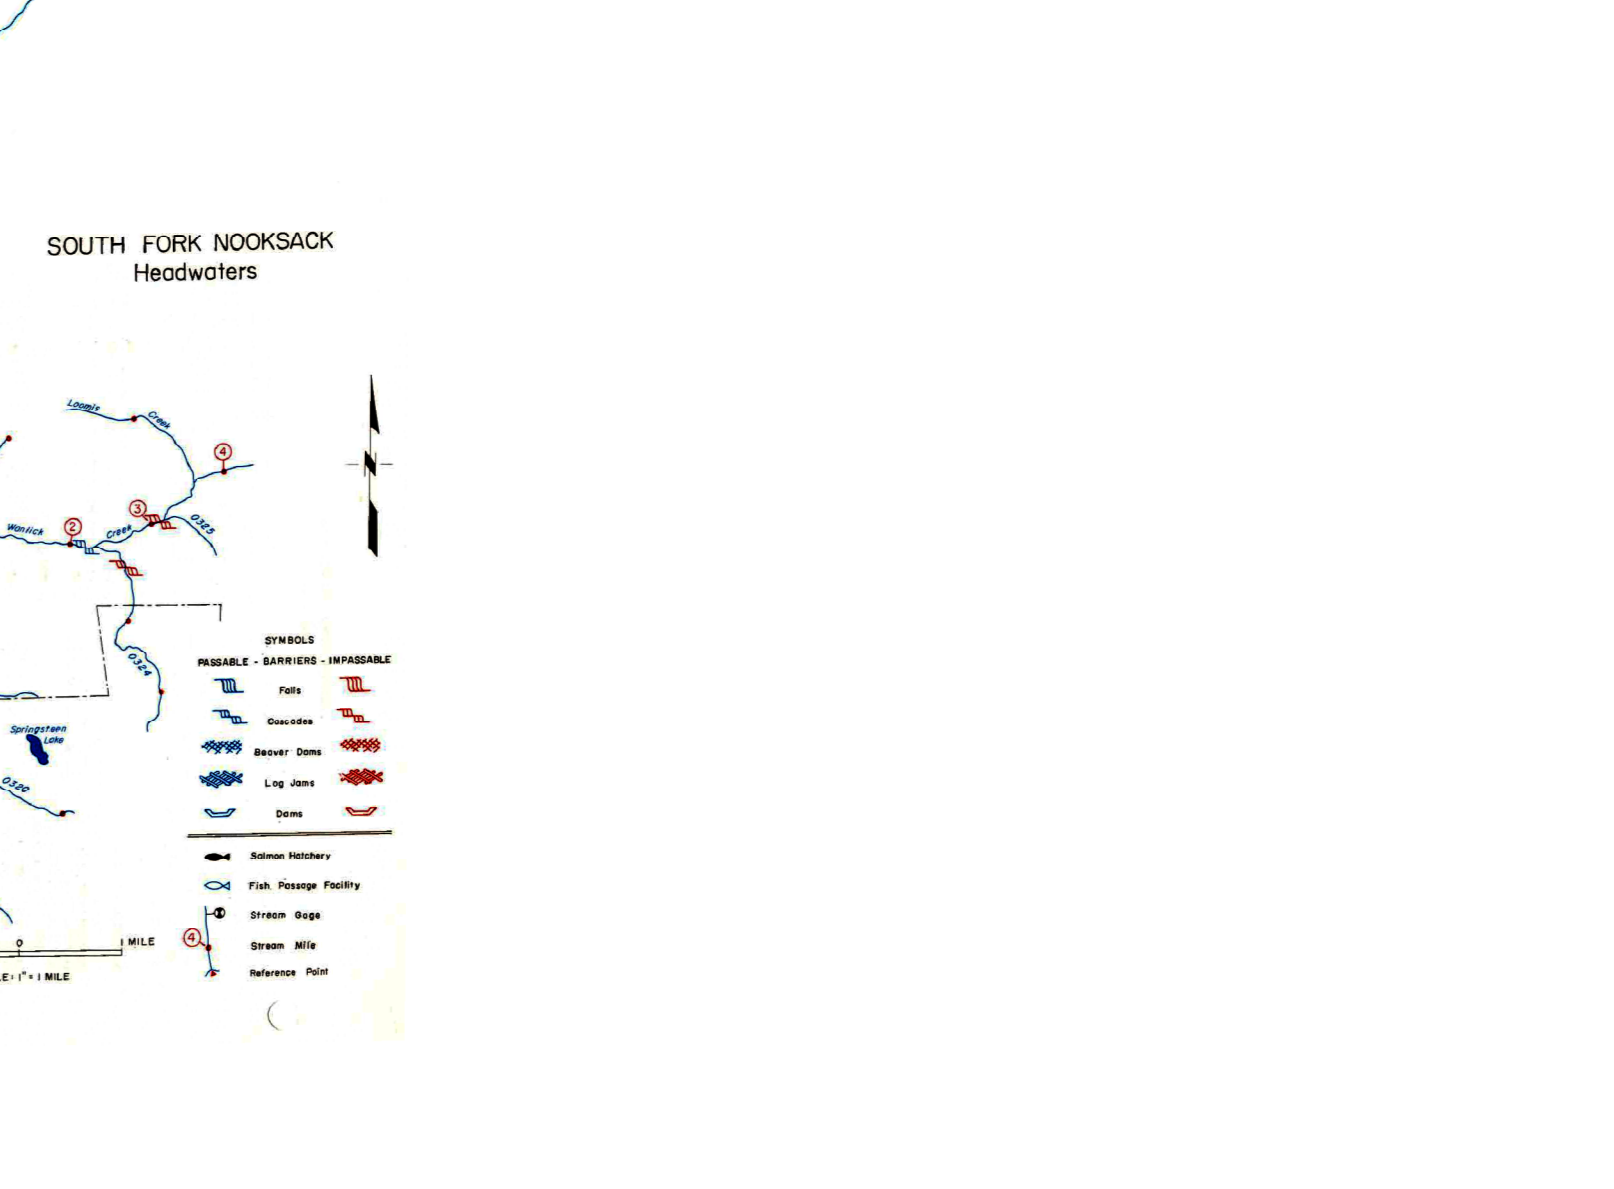 SOUTH FORK NOOKSACK
Headwaters
Loomis Creek
4
3
0325
2
Wanlick Creek
0324
SYMBOLS
PASSABLE - BARRIERS - IMPASSABLE
Falls
Cascades
Springsteen
Lake
Beaver Dams
0320
Log Jams
Dams
Salmon Hatchery
Fish Passage Facility
Stream Gage
0 1 MILE
4
Stream Mile
Reference Point
LE: 1" = 1 MILE